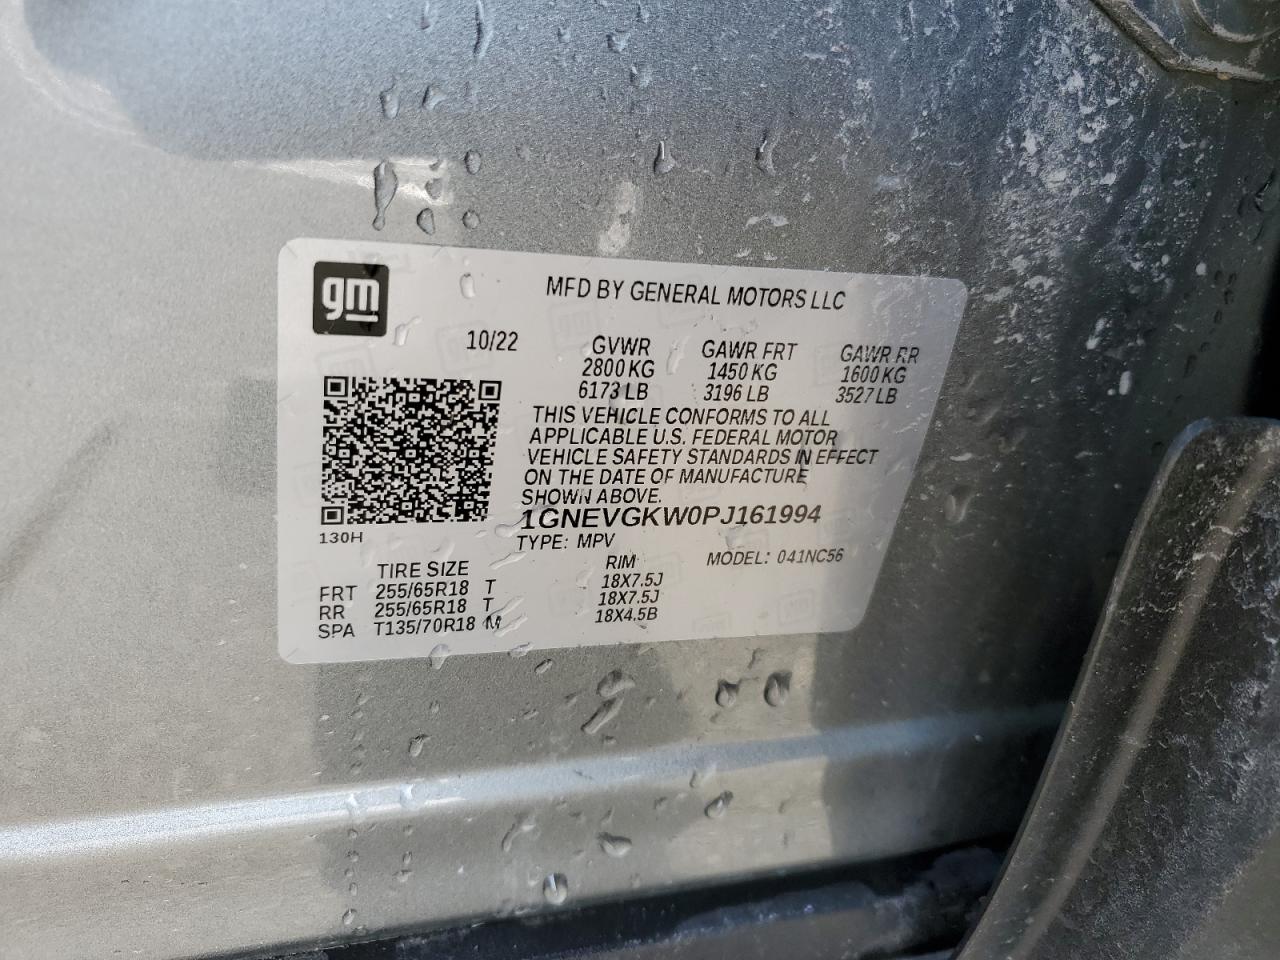 gm
MFD BY GENERAL MOTORS LLC
10/22 GVWR GAWR FRT GAWR RR
2800 KG 1450 KG 1600 KG
6173 LB 3196 LB 3527 LB
THIS VEHICLE CONFORMS TO ALL
APPLICABLE U.S. FEDERAL MOTOR
VEHICLE SAFETY STANDARDS IN EFFECT
ON THE DATE OF MANUFACTURE
SHOWN ABOVE.
1GNEVGKW0PJ161994
130H
TYPE: MPV MODEL: 041NC56
TIRE SIZE RIM
FRT 255/65R18 T 18X7.5J
RR 255/65R18 T 18X7.5J
SPA T135/70R18 M 18X4.5B